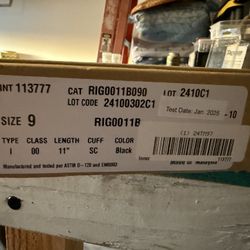 INT 113777 CAT RIG0011B090 LOT 2410C1
LOT CODE 24100302C1
Test Date: Jan. 2025 -10
SIZE 9 RIG0011B
TYPE CLASS LENGTH CUFF COLOR
I 00 11" SC Black
Manufactured and tested per ASTM D-120 and EN60903